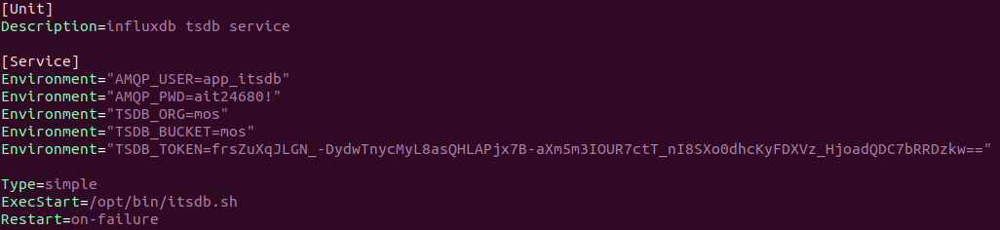 [Unit]
Description=influxdb tsdb service
[Service]
Environment="AMQP_USER=app_itsdb"
Environment="AMQP_PWD=ait24680!"
Environment="TSDB_ORG=mos"
Environment="TSDB_BUCKET=mos"
Environment="TSDB_TOKEN=frsZuXqJLGN_-DydwTnycMyL8asQHLAPjx7B-aXm5m3IOUR7ctT_nI8SXo0dhcKyFDXVz_HjoadQDC7bRRDzkw=="
Type=simple
ExecStart=/opt/bin/itsdb.sh
Restart=on-failure